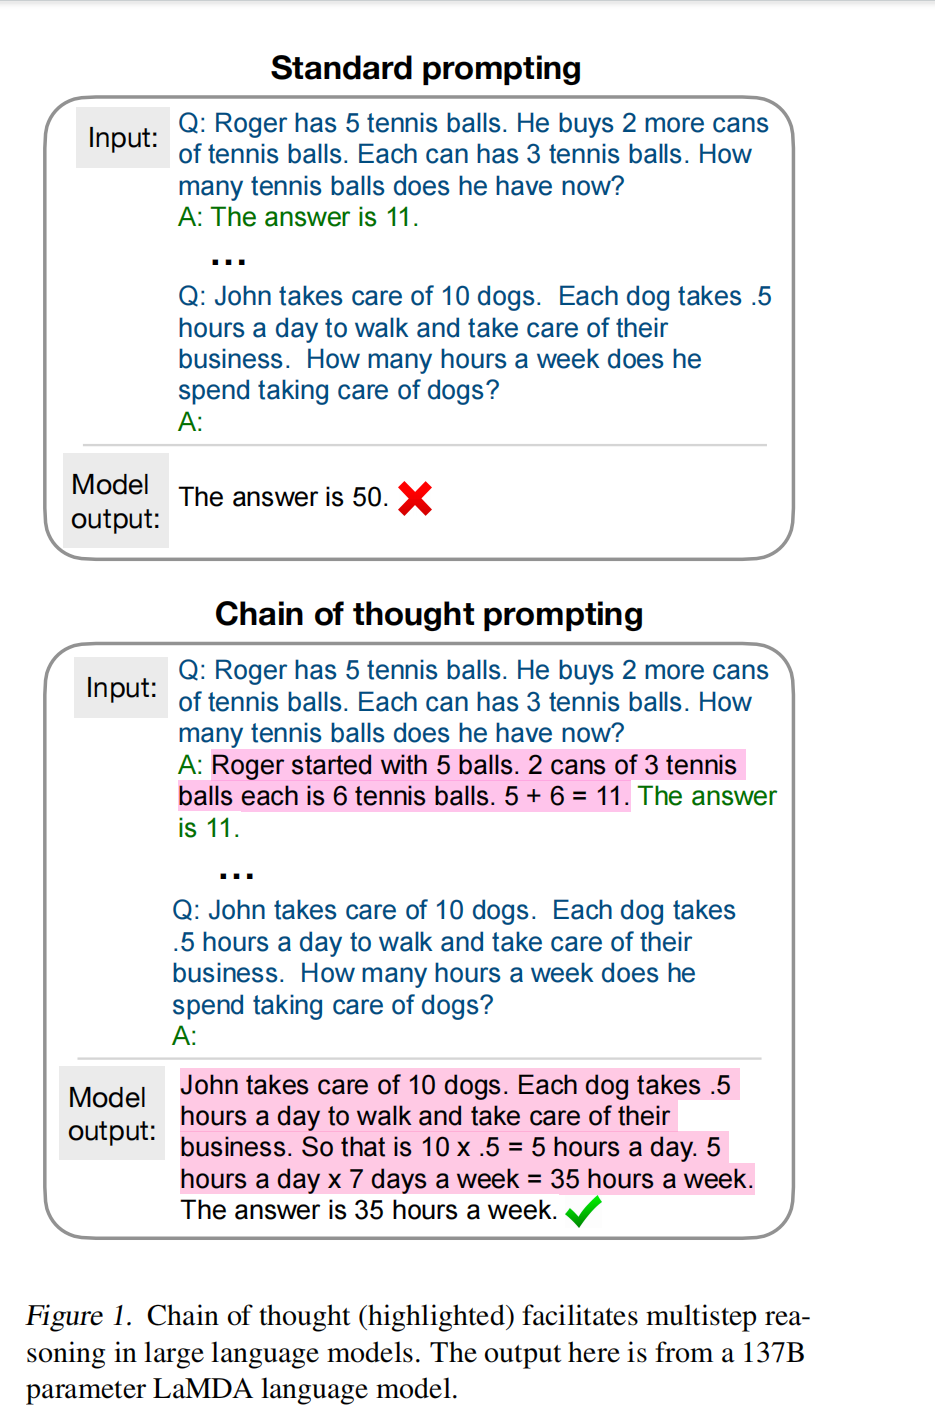 Standard prompting
Input:
Q: Roger has 5 tennis balls. He buys 2 more cans
of tennis balls. Each can has 3 tennis balls. How
many tennis balls does he have now?
A: The answer is 11.
...
Q: John takes care of 10 dogs.  Each dog takes .5
hours a day to walk and take care of their
business.  How many hours a week does he
spend taking care of dogs?
A:
Model
output:
The answer is 50.
Chain of thought prompting
Input:
Q: Roger has 5 tennis balls. He buys 2 more cans
of tennis balls. Each can has 3 tennis balls. How
many tennis balls does he have now?
A: Roger started with 5 balls. 2 cans of 3 tennis
balls each is 6 tennis balls. 5 + 6 = 11. The answer
is 11.
...
Q: John takes care of 10 dogs.  Each dog takes
.5 hours a day to walk and take care of their
business.  How many hours a week does he
spend taking care of dogs?
A:
Model
output:
John takes care of 10 dogs. Each dog takes .5
hours a day to walk and take care of their
business. So that is 10 x .5 = 5 hours a day. 5
hours a day x 7 days a week = 35 hours a week.
The answer is 35 hours a week.
Figure 1. Chain of thought (highlighted) facilitates multistep rea-
soning in large language models. The output here is from a 137B
parameter LaMDA language model.